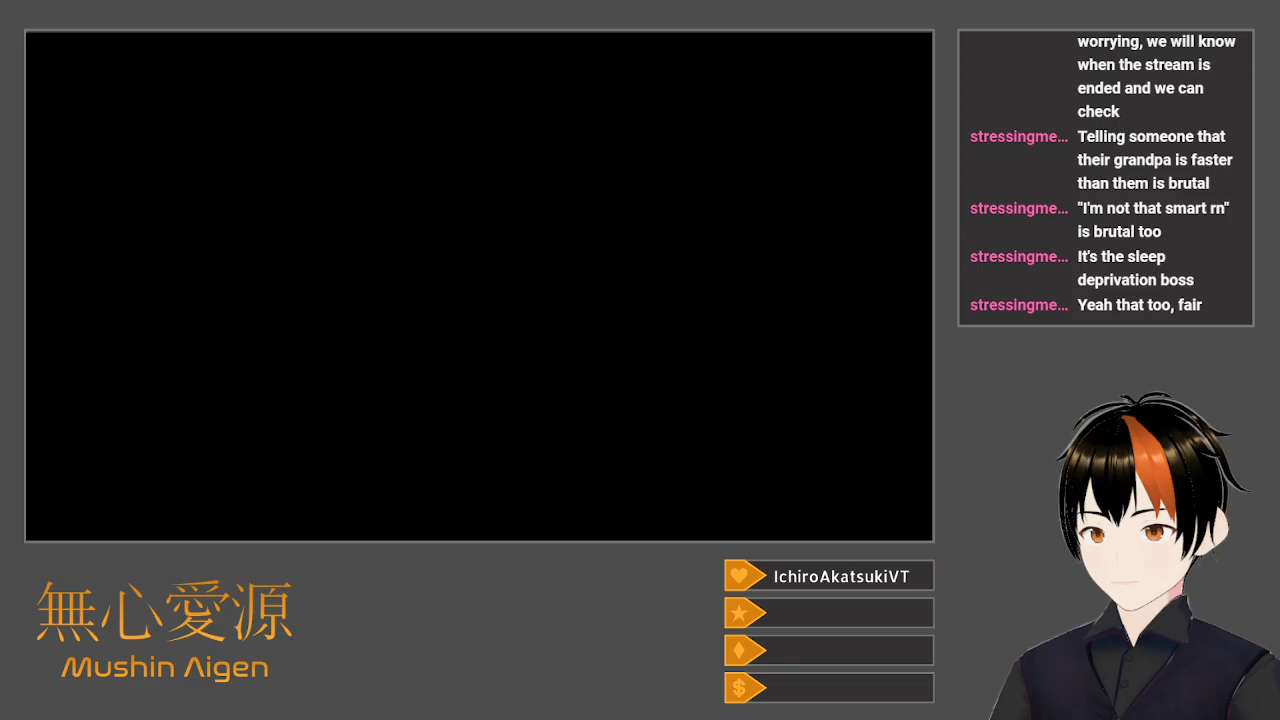 worrying, we will know
when the stream is
ended and we can
check
stressingme... Telling someone that
their grandpa is faster
than them is brutal
stressingme... "I'm not that smart rn"
is brutal too
stressingme... It's the sleep
deprivation boss
stressingme... Yeah that too, fair
IchiroAkatsukiVT
無心愛源
Mushin Aigen
$